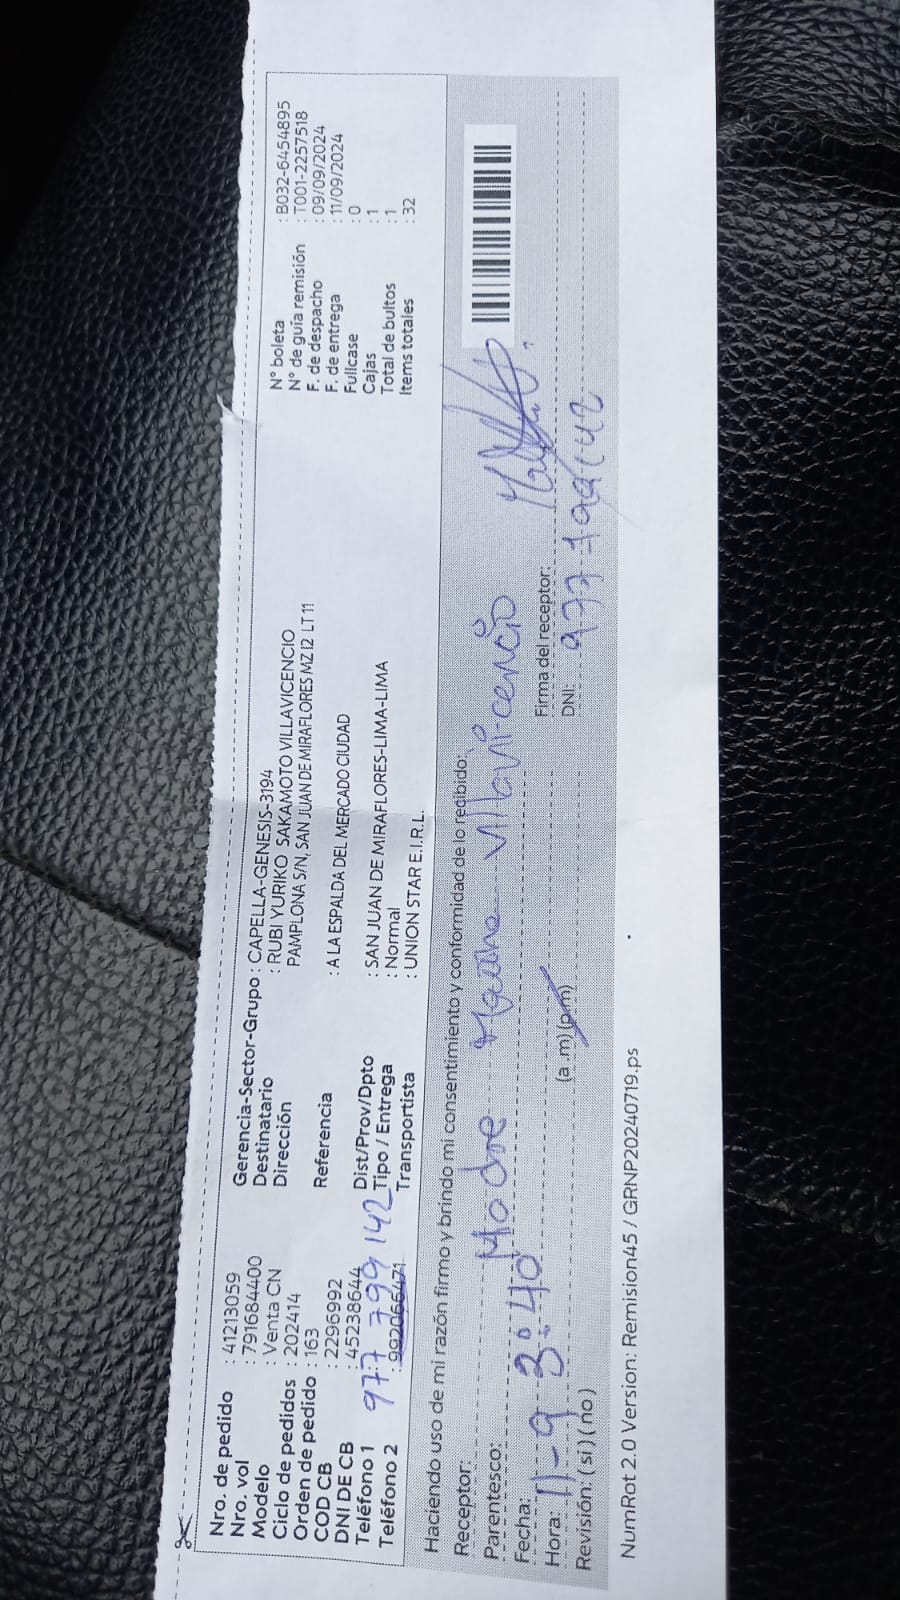 Nro. de pedido : 41213059
Nro. vol : 791684400
Modelo : Venta CN
Ciclo de pedidos : 202414
Orden de pedido : 163
COD CB : 2296992
DNI DE CB : 45238644
Teléfono 1 977 799 142
Teléfono 2 : 992066471
Gerencia-Sector-Grupo : CAPELLA-GENESIS-3194
Destinatario : RUBI YURIKO SAKAMOTO VILLAVICENCIO
Dirección PAMPLONA S/N, SAN JUAN DE MIRAFLORES MZ I2 LT 11
Referencia : A LA ESPALDA DEL MERCADO CIUDAD
Dist/Prov/Dpto : SAN JUAN DE MIRAFLORES-LIMA-LIMA
Tipo / Entrega : Normal
Transportista : UNION STAR E.I.R.L.
N° boleta : B032-6454895
N° de guía remisión : T001-2257518
F. de despacho : 09/09/2024
F. de entrega : 11/09/2024
Fullcase : 0
Cajas : 1
Total de bultos : 1
Items totales : 32
Haciendo uso de mi razón firmo y brindo mi consentimiento y conformidad de lo recibido:
Receptor: Villavicencio
Parentesco: Madre
Fecha: 11-9
Hora: 3:40 (a .m) (p.m)
Revisión: ( si ) ( no )
Firma del receptor:
DNI: 977
NumRot 2.0 Version: Remision45 / GRNP20240719.ps